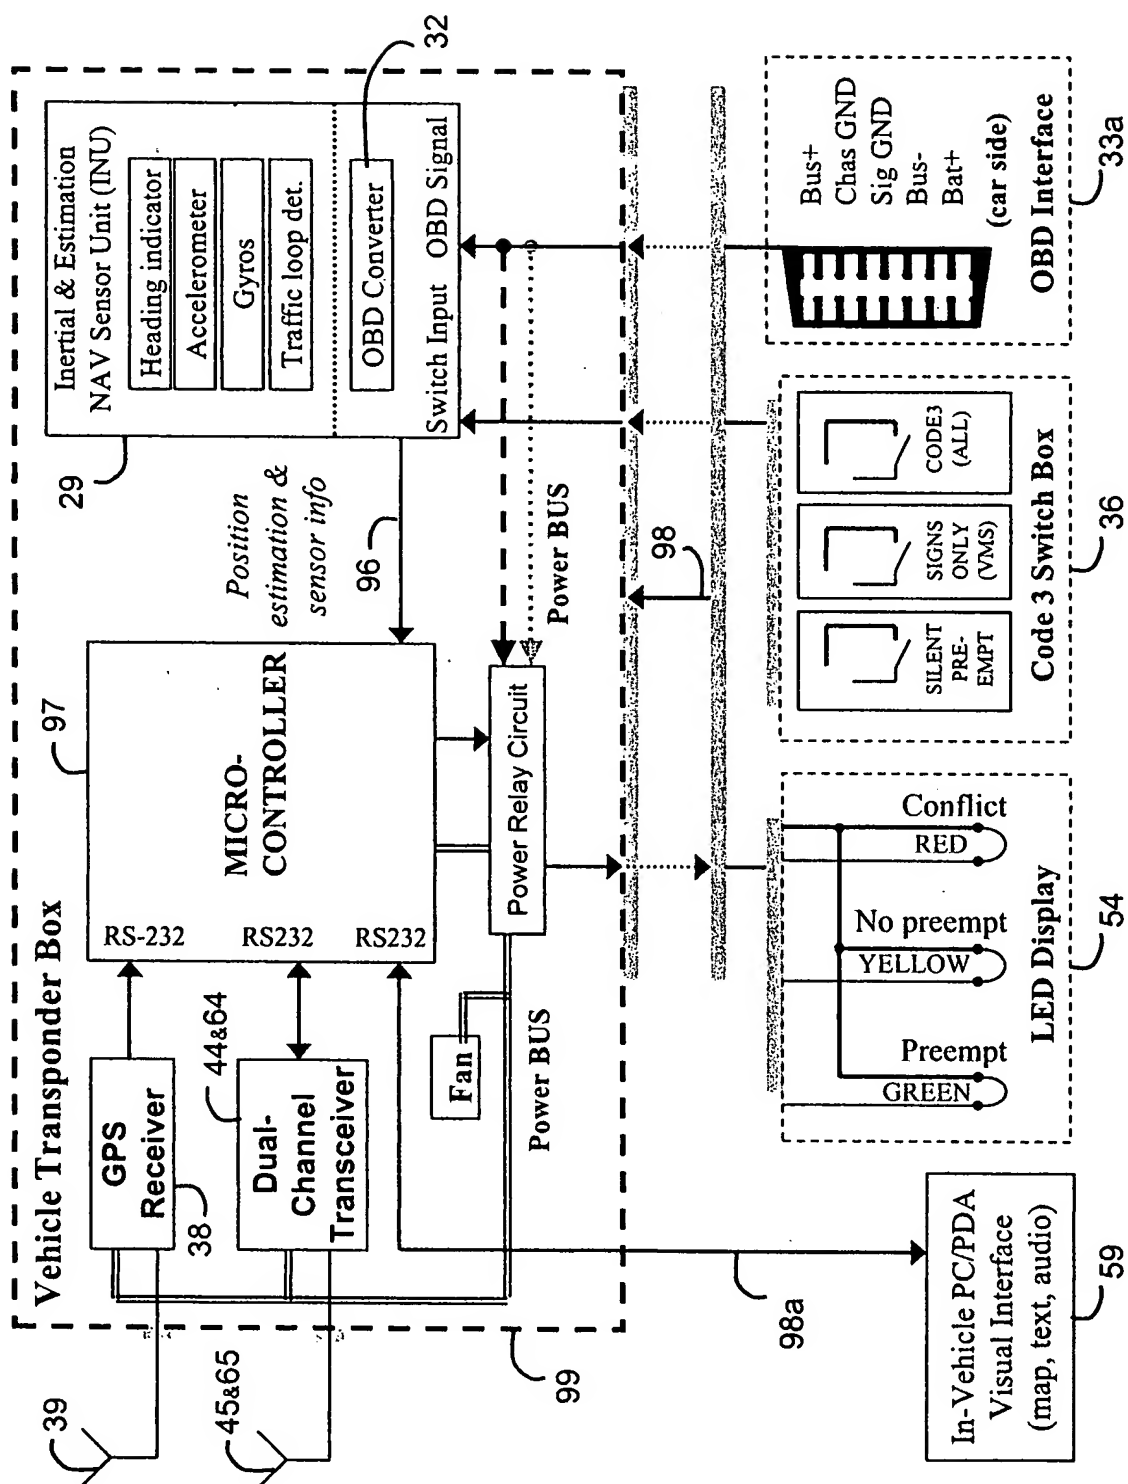 Vehicle Transponder Box
39
45&65
GPS
Receiver
38
44&64
Dual-
Channel
Transceiver
Fan
Power BUS
99
97
RS-232
RS232
RS232
MICRO-
CONTROLLER
Power Relay Circuit
Position
estimation &
sensor info
96
Power BUS
98
29
Inertial & Estimation
NAV Sensor Unit (INU)
Heading indicator
Accelerometer
Gyros
Traffic loop det.
OBD Converter
32
Switch Input
OBD Signal
98a
In-Vehicle PC/PDA
Visual Interface
(map, text, audio)
59
Preempt
GREEN
No preempt
YELLOW
Conflict
RED
LED Display
54
SILENT
PRE-
EMPT
SIGNS
ONLY
(VMS)
CODE3
(ALL)
Code 3 Switch Box
36
Bus+
Chas GND
Sig GND
Bus-
Bat+
(car side)
OBD Interface
33a